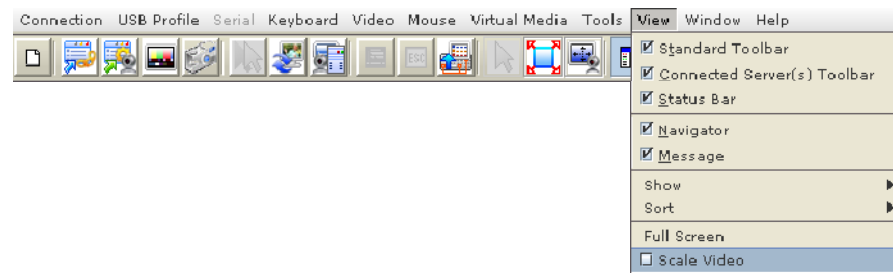 Connection USB Profile Serial Keyboard Video Mouse Virtual Media Tools View Window Help
ESC
Standard Toolbar
Connected Server(s) Toolbar
Status Bar
Navigator
Message
Show
Sort
Full Screen
Scale Video